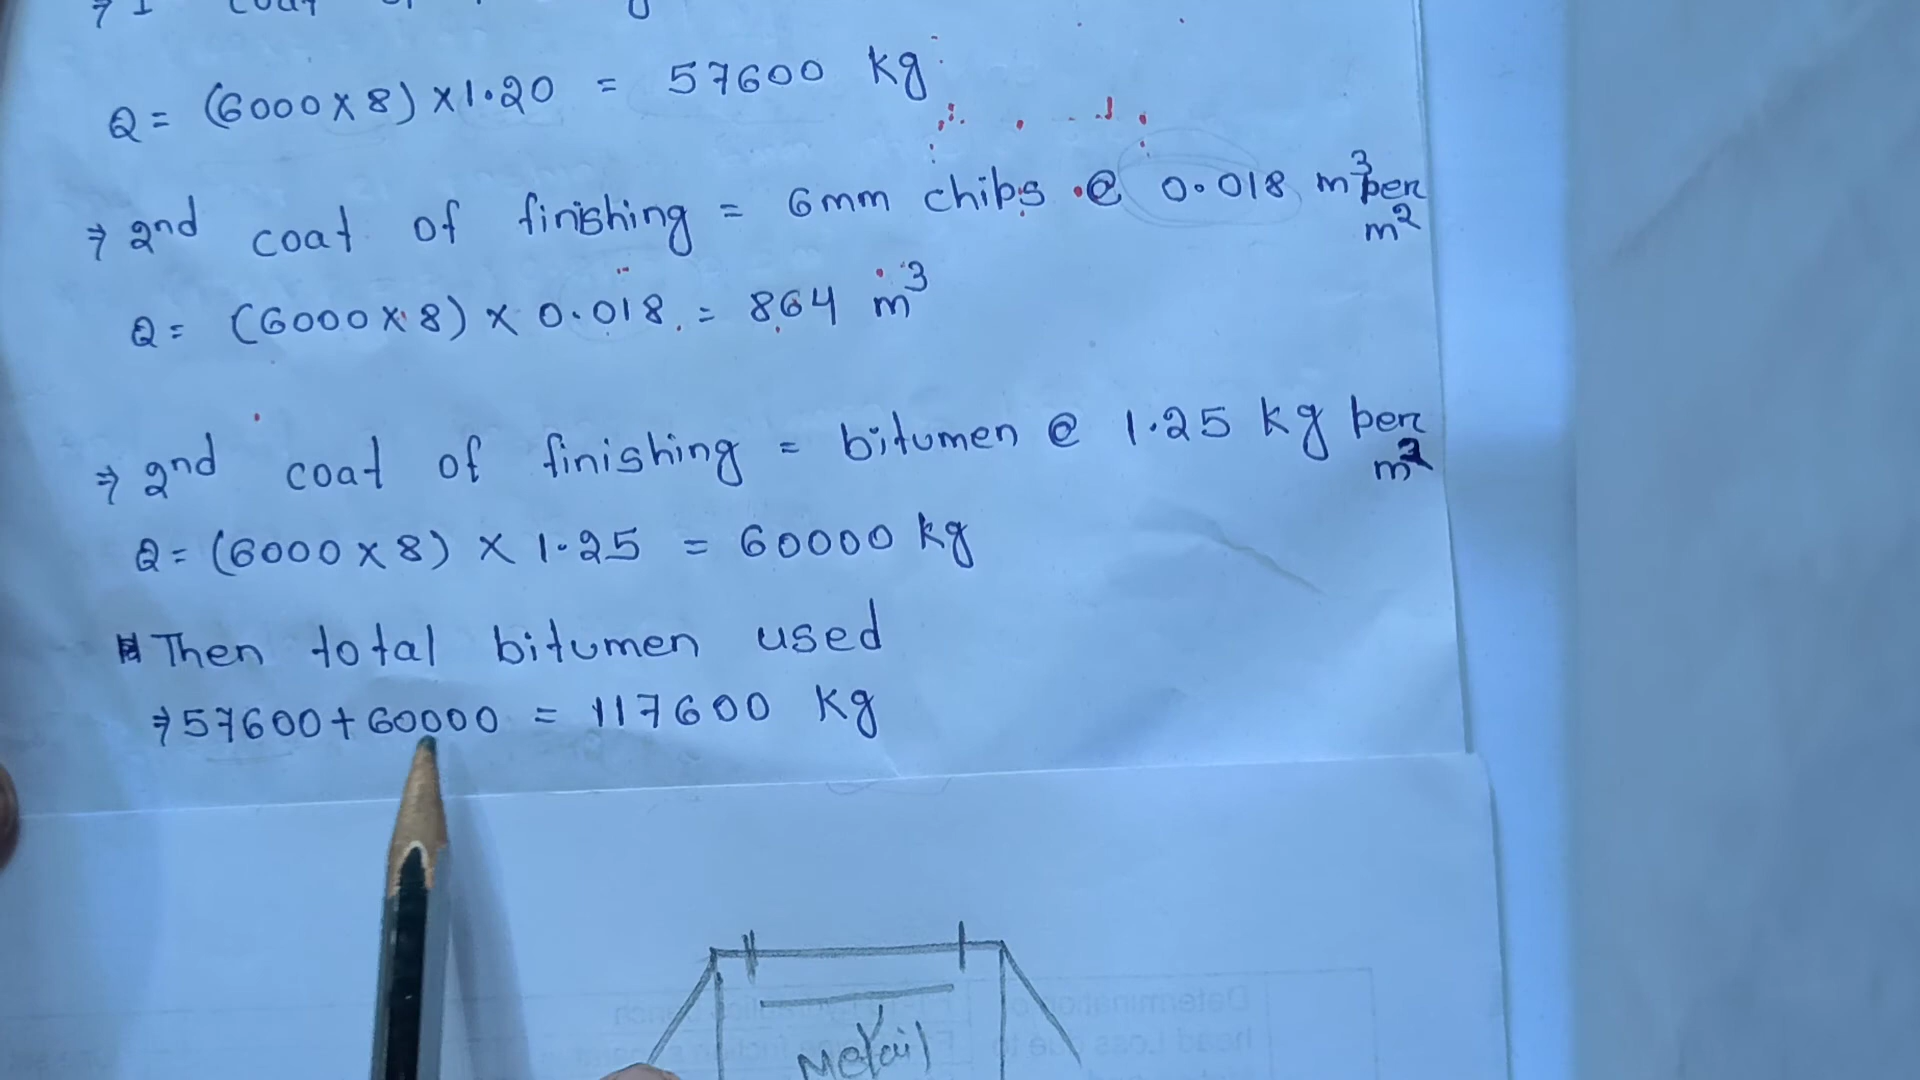 Q = (6000 x 8) x 1.20 = 57600 kg
⇒ 2nd coat of finishing = 6mm chips @ 0.018 m³ per m²
Q = (6000 x 8) x 0.018 = 864 m³
⇒ 2nd coat of finishing = bitumen @ 1.25 kg per m²
Q = (6000 x 8) x 1.25 = 60000 kg
Then total bitumen used
⇒ 57600 + 60000 = 117600 kg